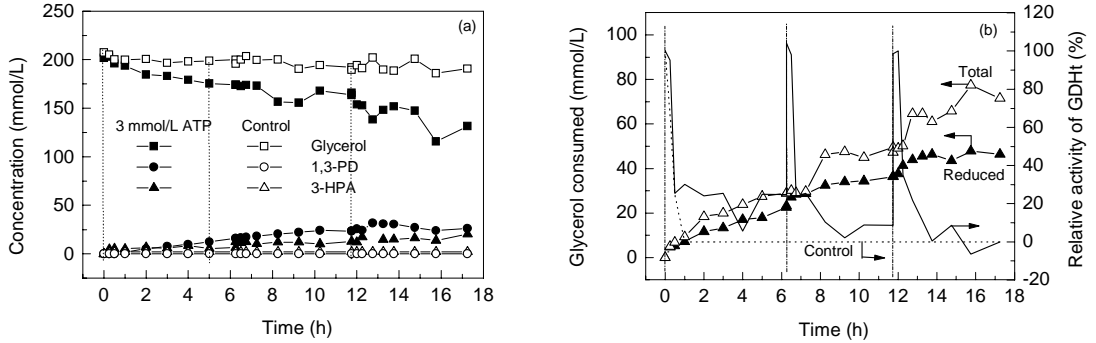 (a)
Concentration (mmol/L)
250
200
150
100
50
0
3 mmol/L ATP Control
Glycerol
1,3-PD
3-HPA
0 2 4 6 8 10 12 14 16 18
Time (h)
(b)
Glycerol consumed (mmol/L)
100
80
60
40
20
0
Total
Reduced
Control
0 2 4 6 8 10 12 14 16 18
Time (h)
120
100
80
60
40
20
0
-20
Relative activity of GDHt (%)